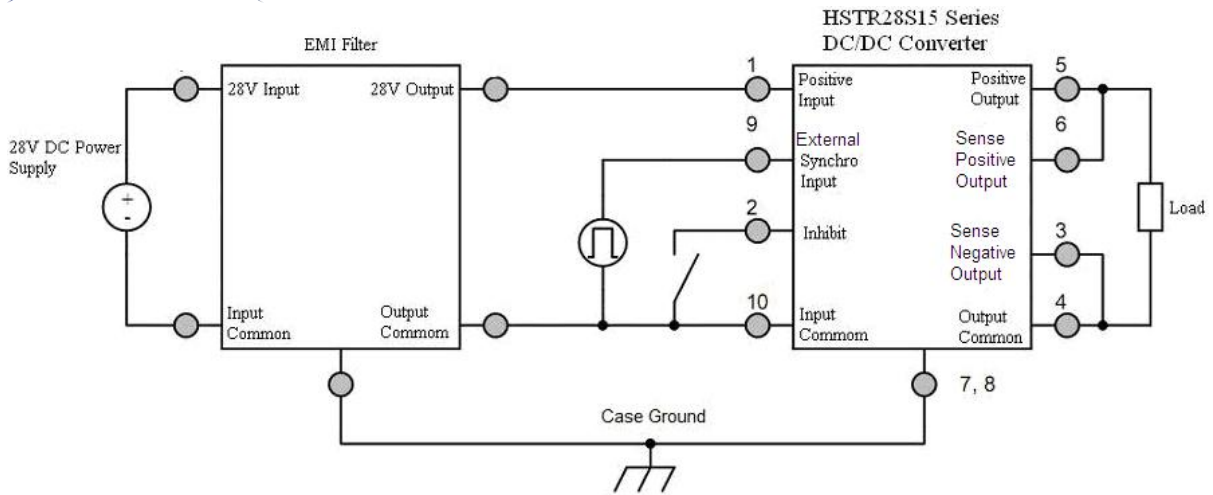 HSTR28S15 Series
DC/DC Converter
EMI Filter
28V Input
28V Output
1
Positive
Input
Positive
Output
5
9
External
Synchro
Input
Sense
Positive
Output
6
28V DC Power
Supply
+
-
2
Inhibit
Sense
Negative
Output
3
Load
Input
Common
Output
Commom
10
Input
Commom
Output
Common
4
7, 8
Case Ground